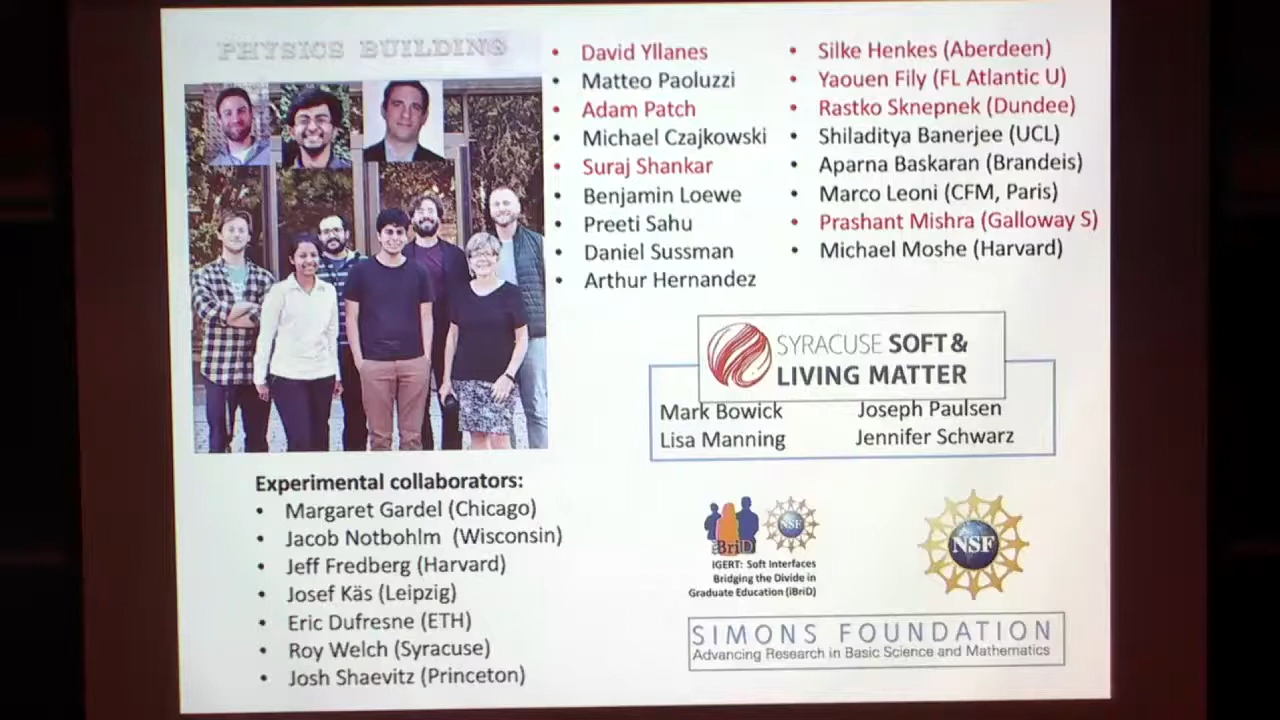 PHYSICS BUILDING
• David Yllanes
• Matteo Paoluzzi
• Adam Patch
• Michael Czajkowski
• Suraj Shankar
• Benjamin Loewe
• Preeti Sahu
• Daniel Sussman
• Arthur Hernandez
• Silke Henkes (Aberdeen)
• Yaouen Fily (FL Atlantic U)
• Rastko Sknepnek (Dundee)
• Shiladitya Banerjee (UCL)
• Aparna Baskaran (Brandeis)
• Marco Leoni (CFM, Paris)
• Prashant Mishra (Galloway S)
• Michael Moshe (Harvard)
SYRACUSE SOFT &
LIVING MATTER
Mark Bowick Joseph Paulsen
Lisa Manning Jennifer Schwarz
Experimental collaborators:
• Margaret Gardel (Chicago)
• Jacob Notbohlm (Wisconsin)
• Jeff Fredberg (Harvard)
• Josef Käs (Leipzig)
• Eric Dufresne (ETH)
• Roy Welch (Syracuse)
• Josh Shaevitz (Princeton)
iBriD
NSF
IGERT: Soft Interfaces
Bridging the Divide in
Graduate Education (iBriD)
NSF
SIMONS FOUNDATION
Advancing Research in Basic Science and Mathematics